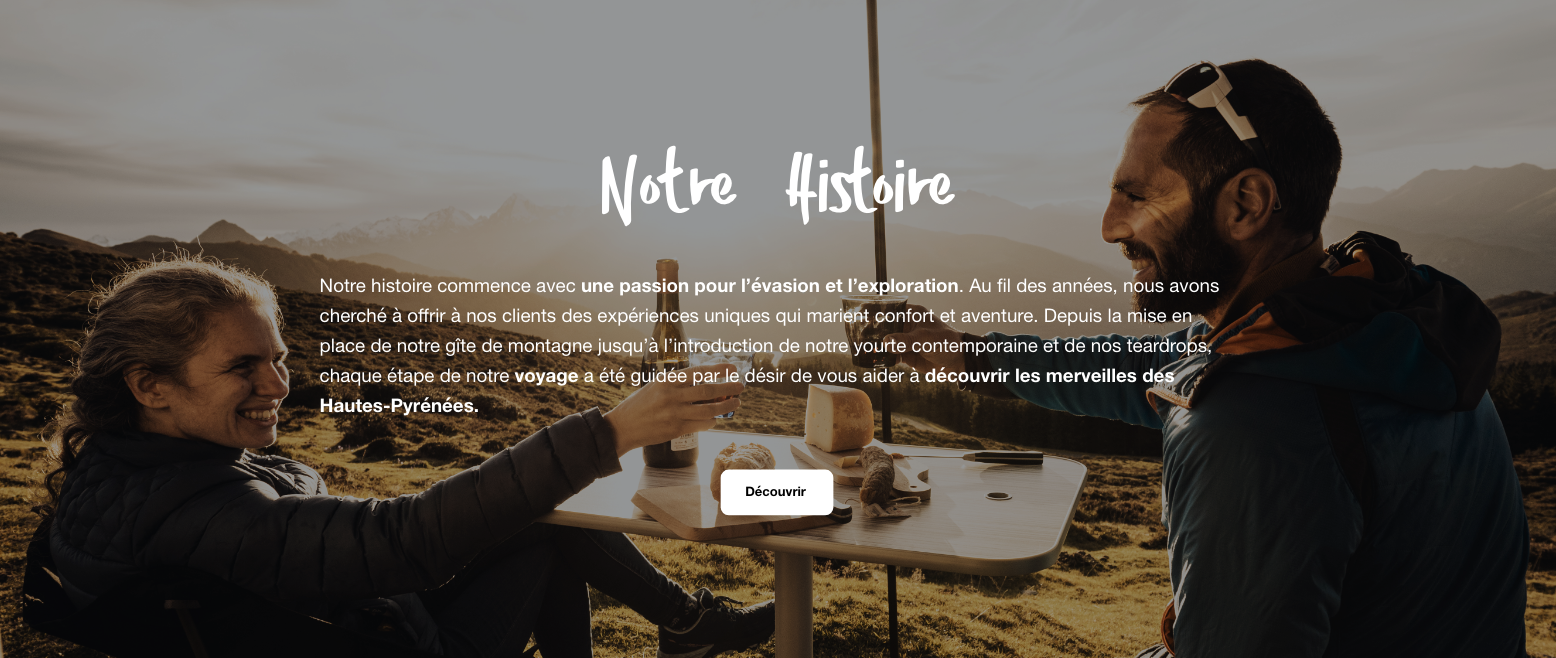 Notre Histoire
Notre histoire commence avec une passion pour l’évasion et l’exploration. Au fil des années, nous avons
cherché à offrir à nos clients des expériences uniques qui marient confort et aventure. Depuis la mise en
place de notre gîte de montagne jusqu’à l’introduction de notre yourte contemporaine et de nos teardrops,
chaque étape de notre voyage a été guidée par le désir de vous aider à découvrir les merveilles des
Hautes-Pyrénées.
Découvrir